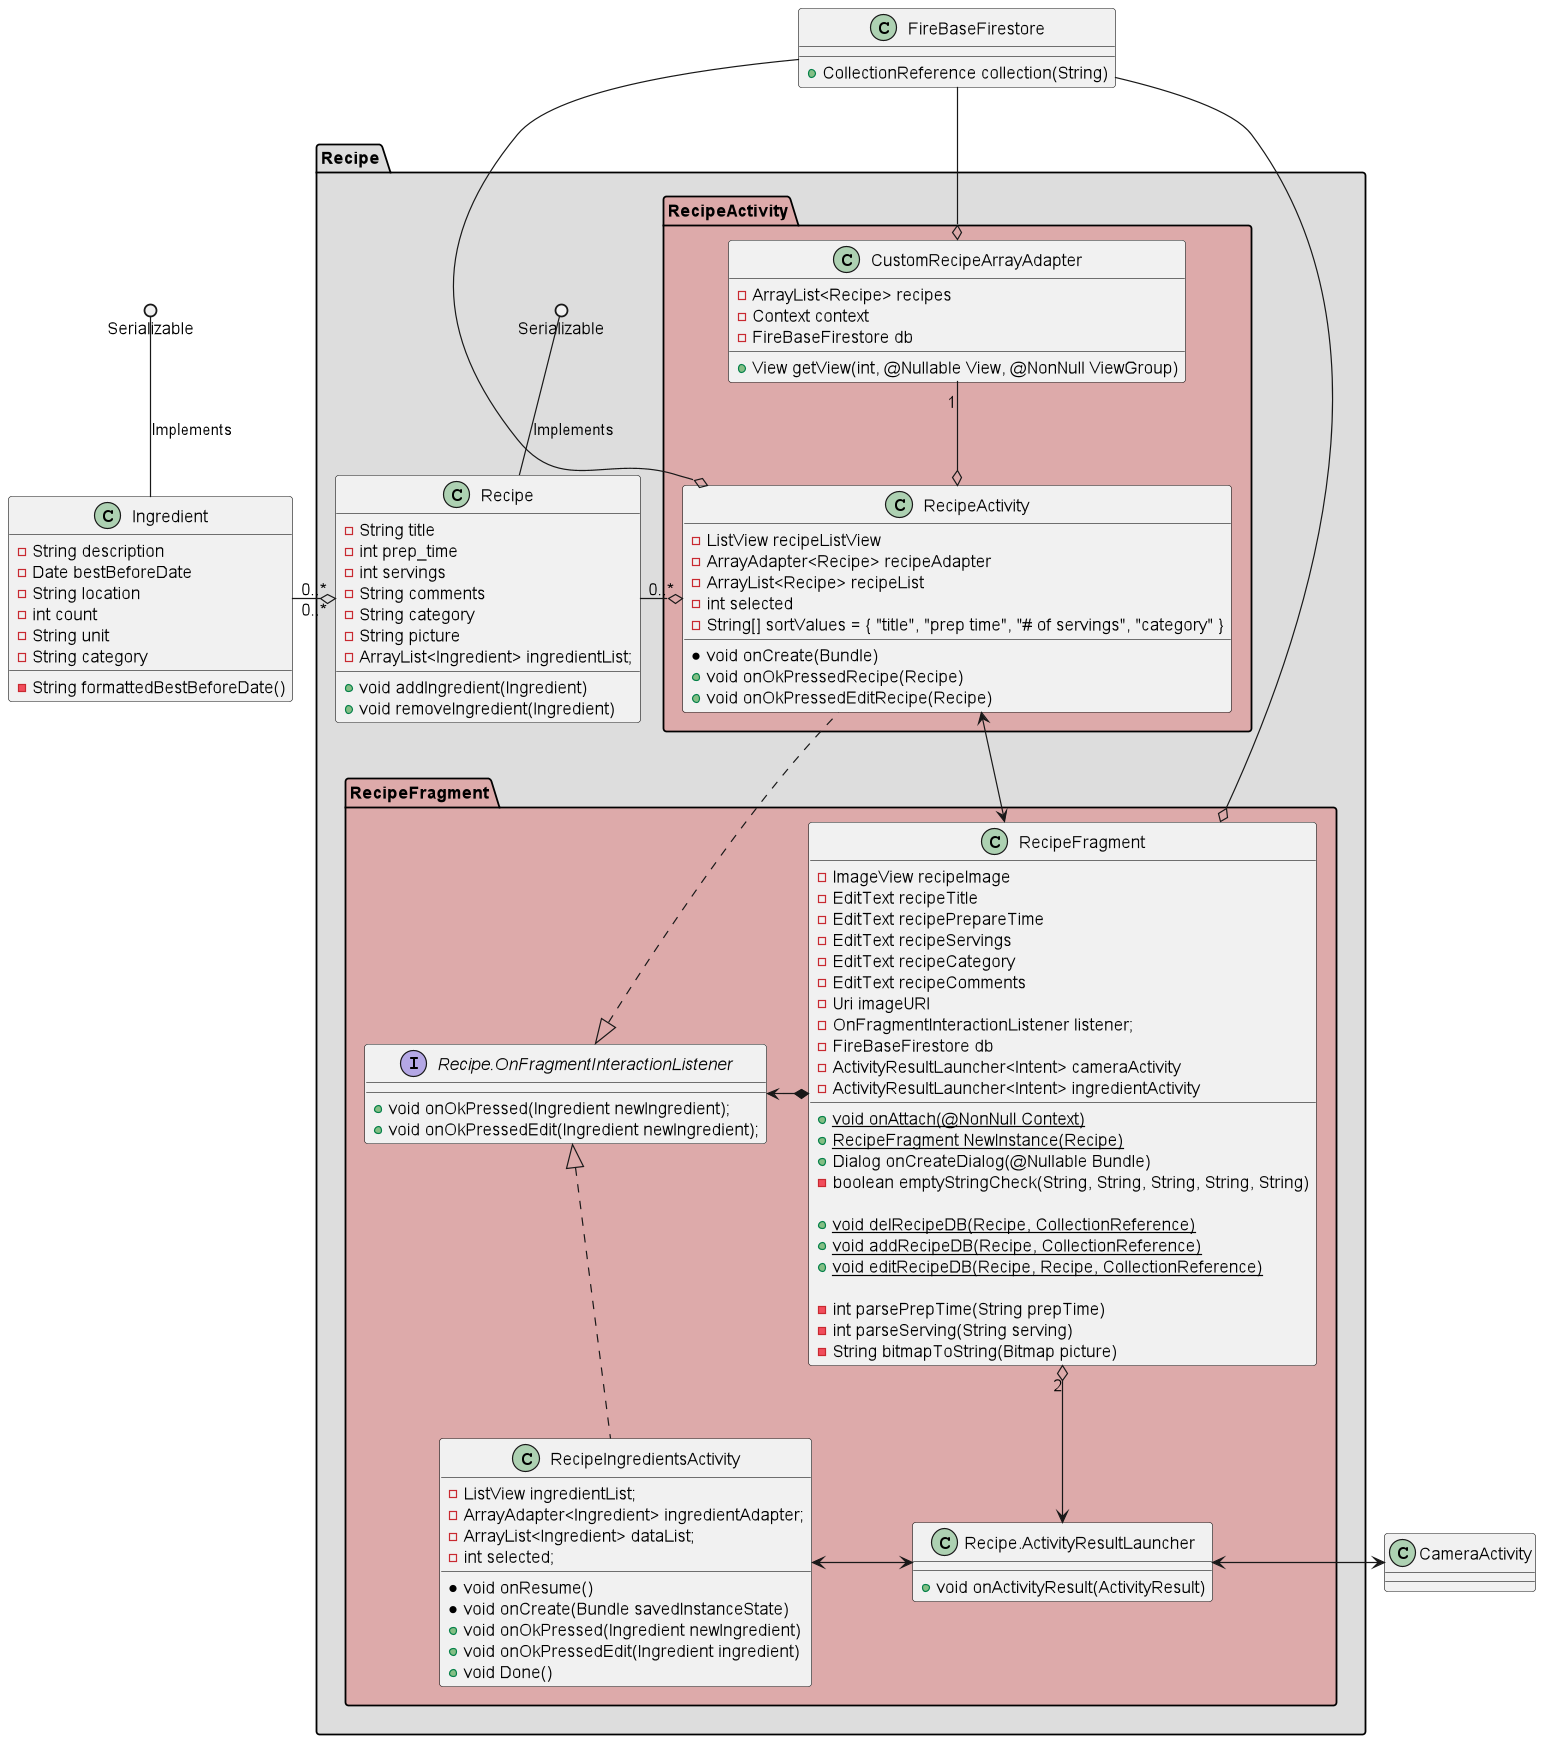 FireBaseFirestore
CollectionReference collection(String)
Recipe
RecipeActivity
CustomRecipeArrayAdapter
ArrayList<Recipe> recipes
Context context
FireBaseFirestore db
View getView(int, @Nullable View, @NonNull ViewGroup)
Serializable
Serializable
1
Implements
Implements
Ingredient
String description
Date bestBeforeDate
String location
int count
String unit
String category
String formattedBestBeforeDate()
0..*
0..*
Recipe
String title
int prep_time
int servings
String comments
String category
String picture
ArrayList<Ingredient> ingredientList;
void addIngredient(Ingredient)
void removeIngredient(Ingredient)
0..*
RecipeActivity
ListView recipeListView
ArrayAdapter<Recipe> recipeAdapter
ArrayList<Recipe> recipeList
int selected
String[] sortValues = { "title", "prep time", "# of servings", "category" }
void onCreate(Bundle)
void onOkPressedRecipe(Recipe)
void onOkPressedEditRecipe(Recipe)
RecipeFragment
RecipeFragment
ImageView recipeImage
EditText recipeTitle
EditText recipePrepareTime
EditText recipeServings
EditText recipeCategory
EditText recipeComments
Uri imageURI
OnFragmentInteractionListener listener;
FireBaseFirestore db
ActivityResultLauncher<Intent> cameraActivity
ActivityResultLauncher<Intent> ingredientActivity
void onAttach(@NonNull Context)
RecipeFragment NewInstance(Recipe)
Dialog onCreateDialog(@Nullable Bundle)
boolean emptyStringCheck(String, String, String, String, String)
void delRecipeDB(Recipe, CollectionReference)
void addRecipeDB(Recipe, CollectionReference)
void editRecipeDB(Recipe, Recipe, CollectionReference)
int parsePrepTime(String prepTime)
int parseServing(String serving)
String bitmapToString(Bitmap picture)
Recipe.OnFragmentInteractionListener
void onOkPressed(Ingredient newIngredient);
void onOkPressedEdit(Ingredient newIngredient);
2
RecipeIngredientsActivity
ListView ingredientList;
ArrayAdapter<Ingredient> ingredientAdapter;
ArrayList<Ingredient> dataList;
int selected;
void onResume()
void onCreate(Bundle savedInstanceState)
void onOkPressed(Ingredient newIngredient)
void onOkPressedEdit(Ingredient ingredient)
void Done()
Recipe.ActivityResultLauncher
void onActivityResult(ActivityResult)
CameraActivity